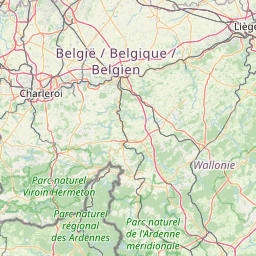 Liège
België / Belgique /
Belgien
Charleroi
Wallonie
Parc naturel
Viroin Hermeton
Parc naturel
régional
des Ardennes
Parc naturel
de l'Ardenne
méridionale